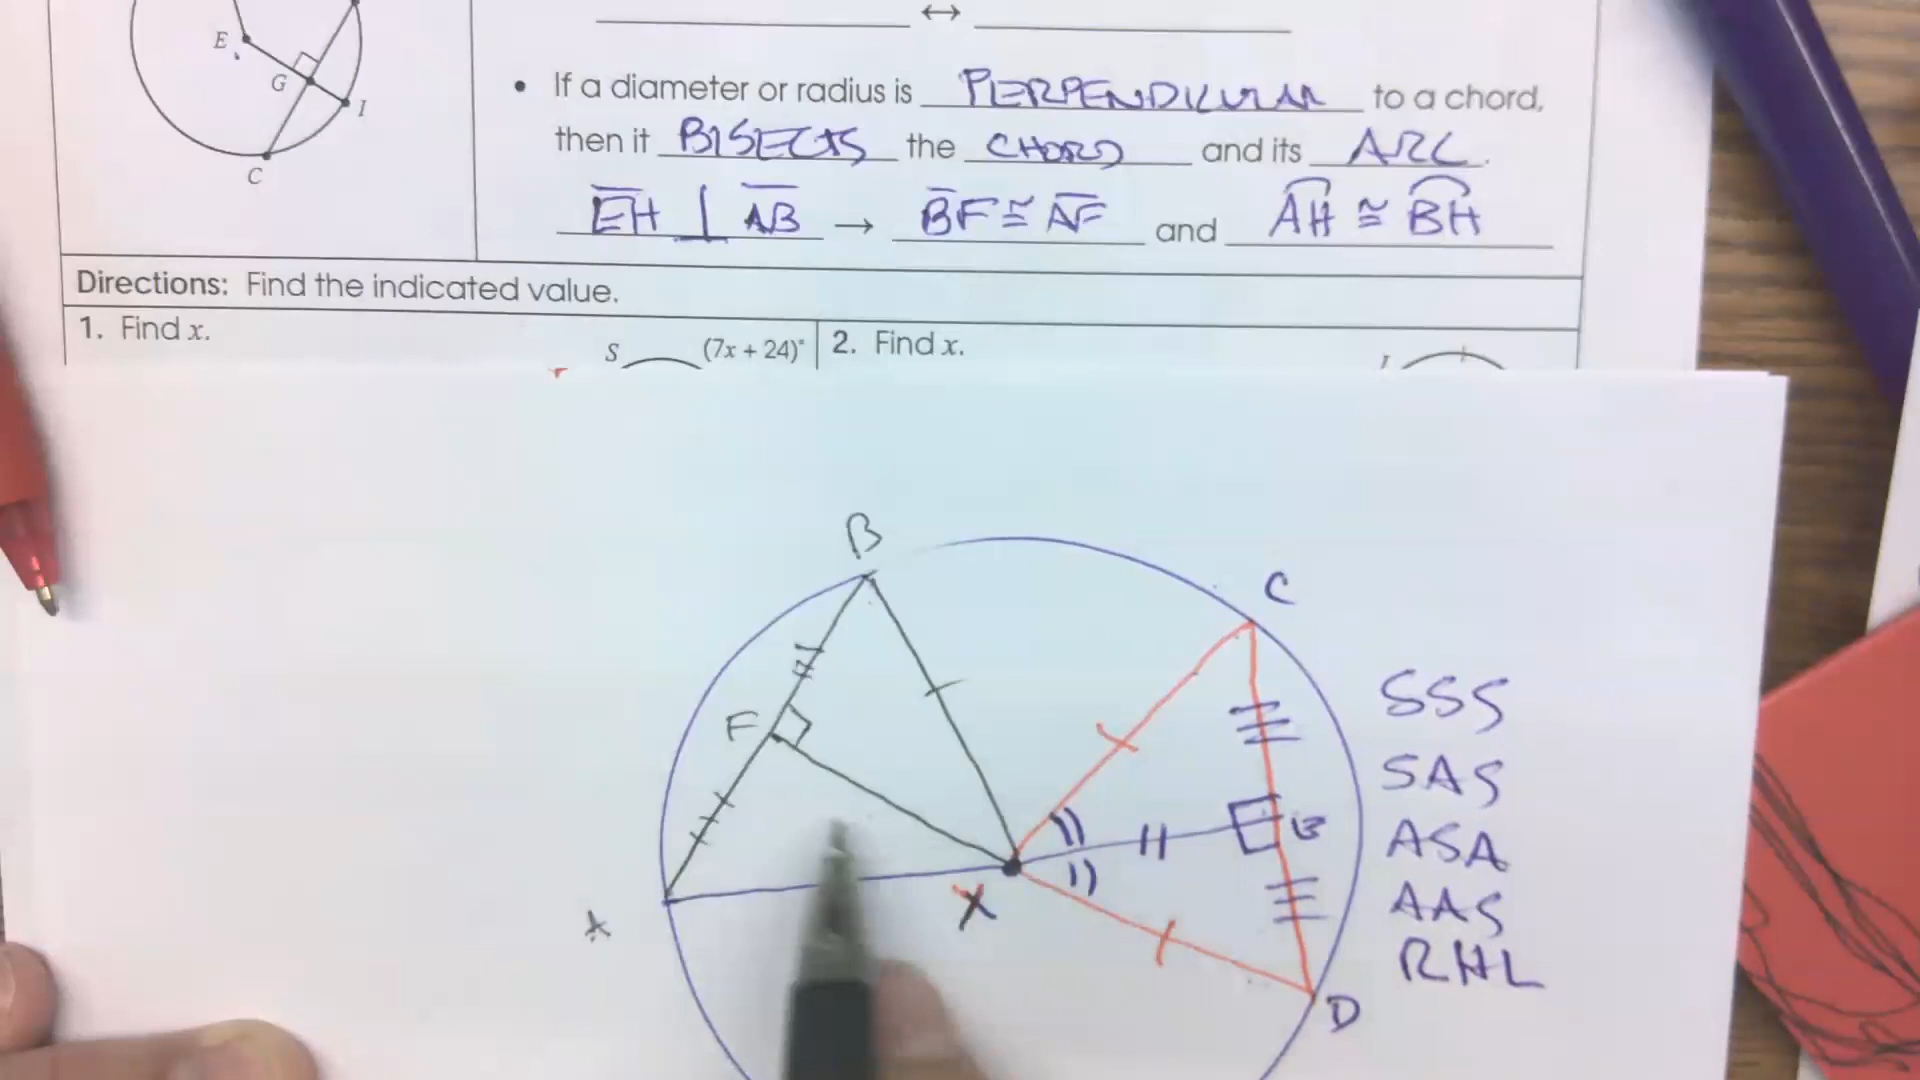 E
G
I
C
_____ ↔ _____
• If a diameter or radius is PERPENDICULAR to a chord,
then it BISECTS the CHORD and its ARC.
EH ⊥ AB → BF ≅ AF and AH ≅ BH
Directions: Find the indicated value.
1. Find x.
S (7x + 24)°
2. Find x.
B
C
F
A
X
E
D
SSS
SAS
ASA
AAS
RHL